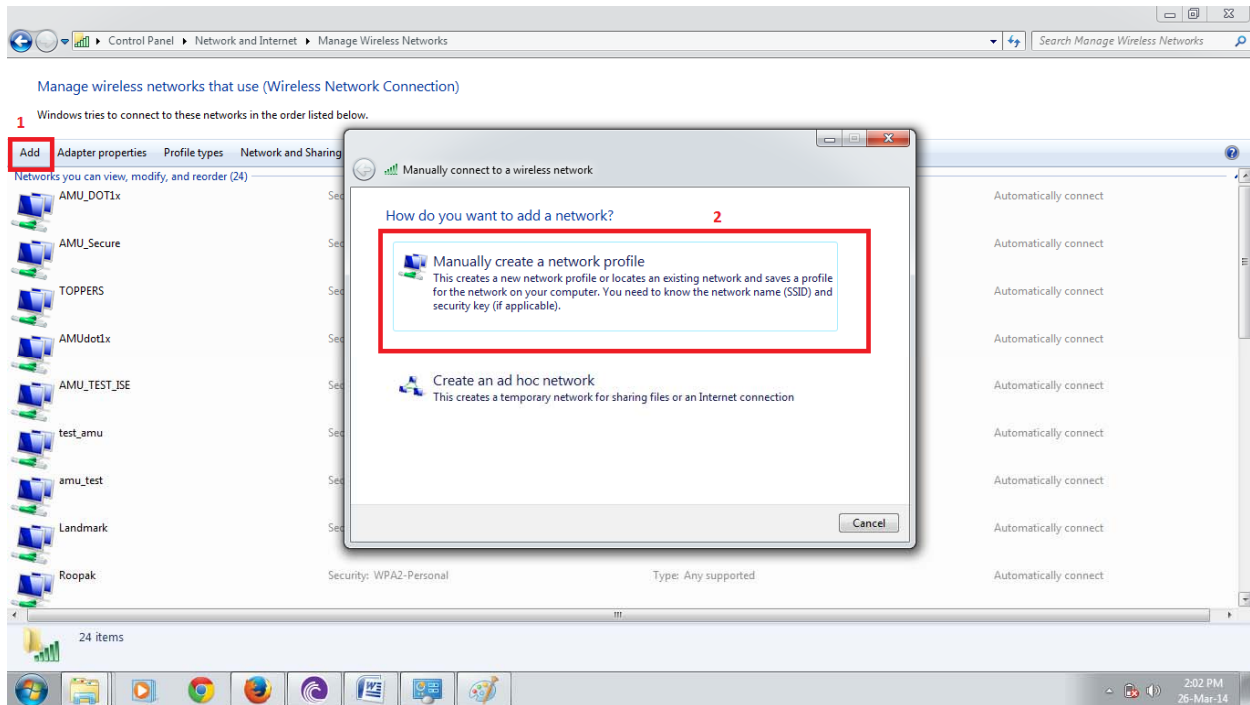 Control Panel Network and Internet Manage Wireless Networks
Search Manage Wireless Networks
Manage wireless networks that use (Wireless Network Connection)
Windows tries to connect to these networks in the order listed below.
1
Add Adapter properties Profile types Network and Sharing
Networks you can view, modify, and reorder (24)
AMU_DOT1x Sec Automatically connect
AMU_Secure Sec Automatically connect
TOPPERS Sec Automatically connect
AMUdot1x Sec Automatically connect
AMU_TEST_ISE Sec Automatically connect
test_amu Sec Automatically connect
amu_test Sec Automatically connect
Landmark Sec Automatically connect
Roopak Security: WPA2-Personal Type: Any supported Automatically connect
Manually connect to a wireless network
How do you want to add a network?
2
Manually create a network profile
This creates a new network profile or locates an existing network and saves a profile
for the network on your computer. You need to know the network name (SSID) and
security key (if applicable).
Create an ad hoc network
This creates a temporary network for sharing files or an Internet connection
Cancel
24 items
2:02 PM
26-Mar-14